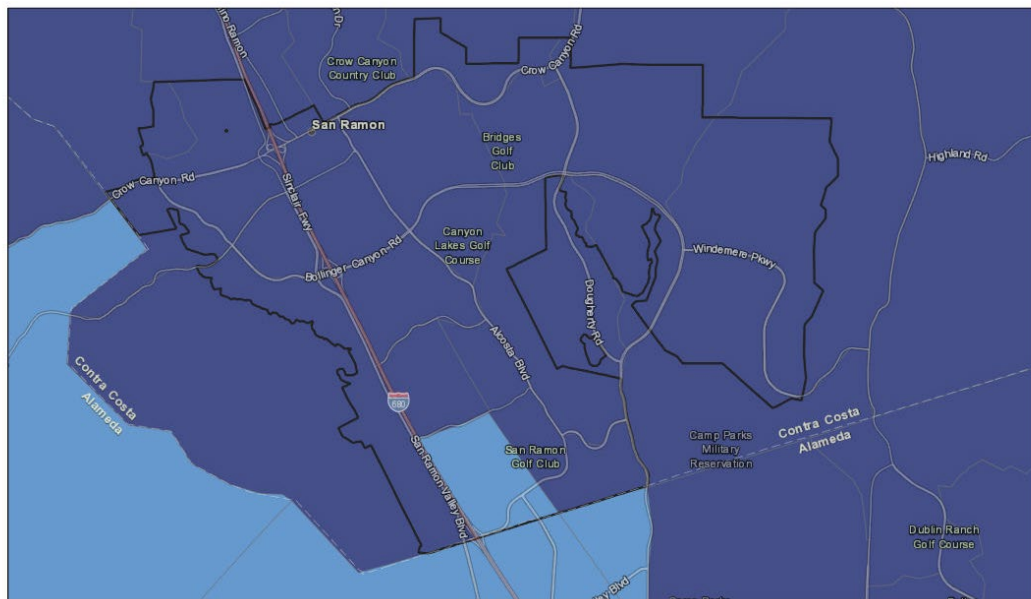 Crow Canyon
Country Club
Crow Canyon Rd
San Ramon
Bridges
Golf
Club
Highland Rd
Crow Canyon Rd
Sinclair Fwy
Canyon
Lakes Golf
Course
Bollinger Canyon Rd
Windemere Pkwy
Dougherty Rd
Alcosta Blvd
Contra Costa
Alameda
680
San Ramon Valley Blvd
San Ramon
Golf Club
Camp Parks
Military
Reservation
Contra Costa
Alameda
Dublin Ranch
Golf Course